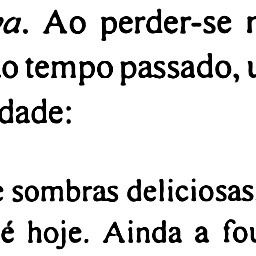 va. Ao perder-se
o tempo passado, u
dade:
e sombras deliciosas
é hoje. Ainda a fou